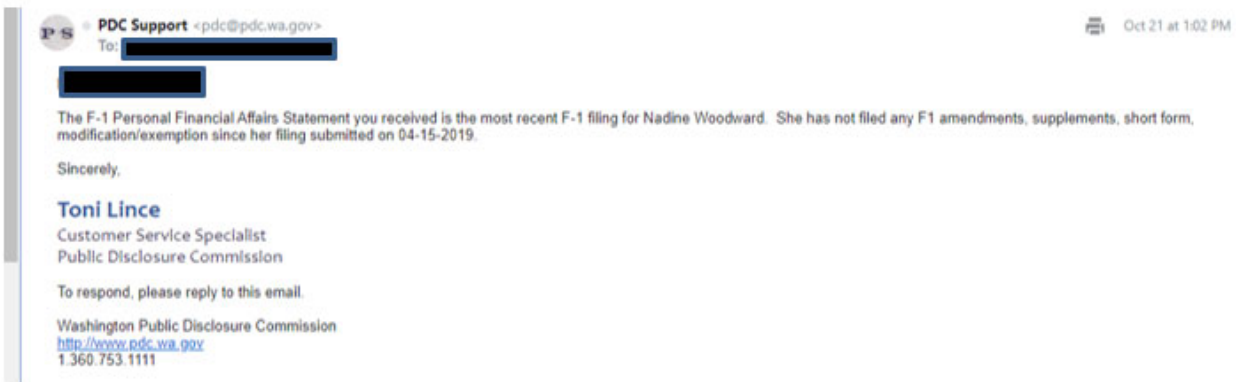 PS PDC Support <pdc@pdc.wa.gov> Oct 21 at 1:02 PM
To:
The F-1 Personal Financial Affairs Statement you received is the most recent F-1 filing for Nadine Woodward. She has not filed any F1 amendments, supplements, short form,
modification/exemption since her filing submitted on 04-15-2019.
Sincerely,
Toni Lince
Customer Service Specialist
Public Disclosure Commission
To respond, please reply to this email.
Washington Public Disclosure Commission
http://www.pdc.wa.gov
1.360.753.1111